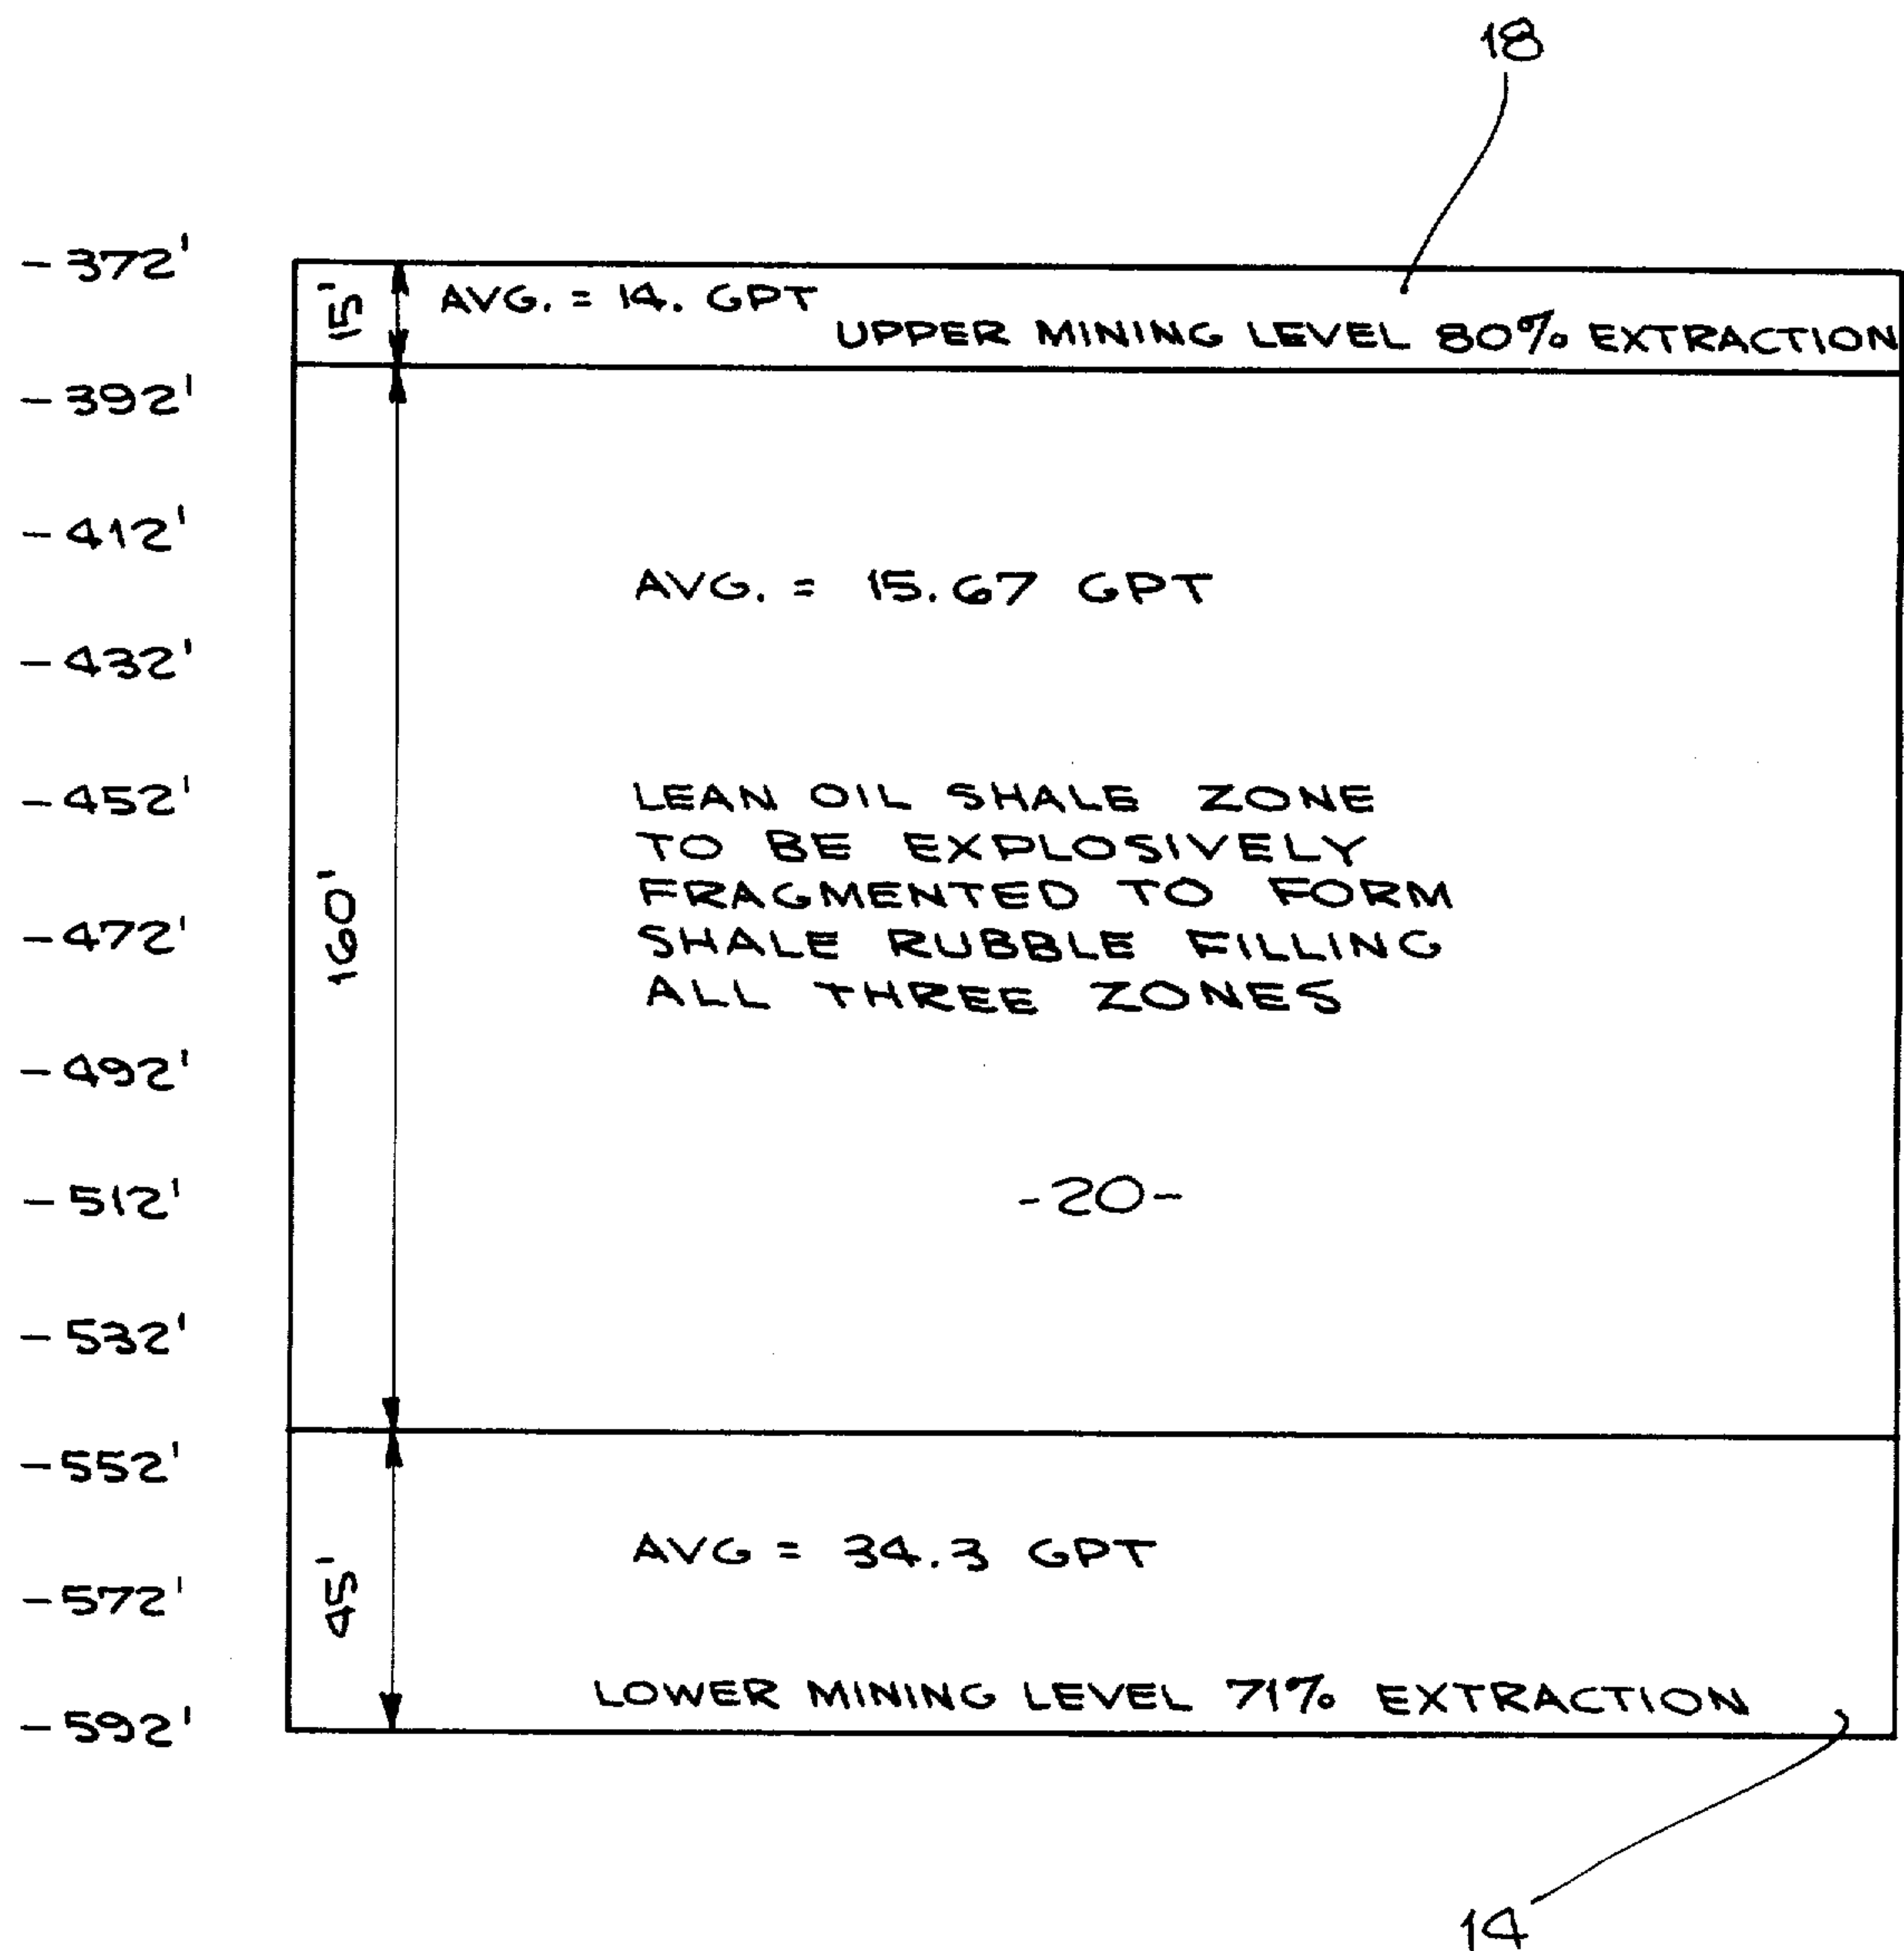 18
-372'
15'
AVG. = 14. GPT
UPPER MINING LEVEL 80% EXTRACTION
-392'
-412'
AVG. = 15.67 GPT
-432'
-452'
LEAN OIL SHALE ZONE
TO BE EXPLOSIVELY
FRAGMENTED TO FORM
SHALE RUBBLE FILLING
ALL THREE ZONES
160'
-472'
-492'
-512'
-20-
-532'
-552'
AVG = 34.3 GPT
45'
-572'
LOWER MINING LEVEL 71% EXTRACTION
-592'
14